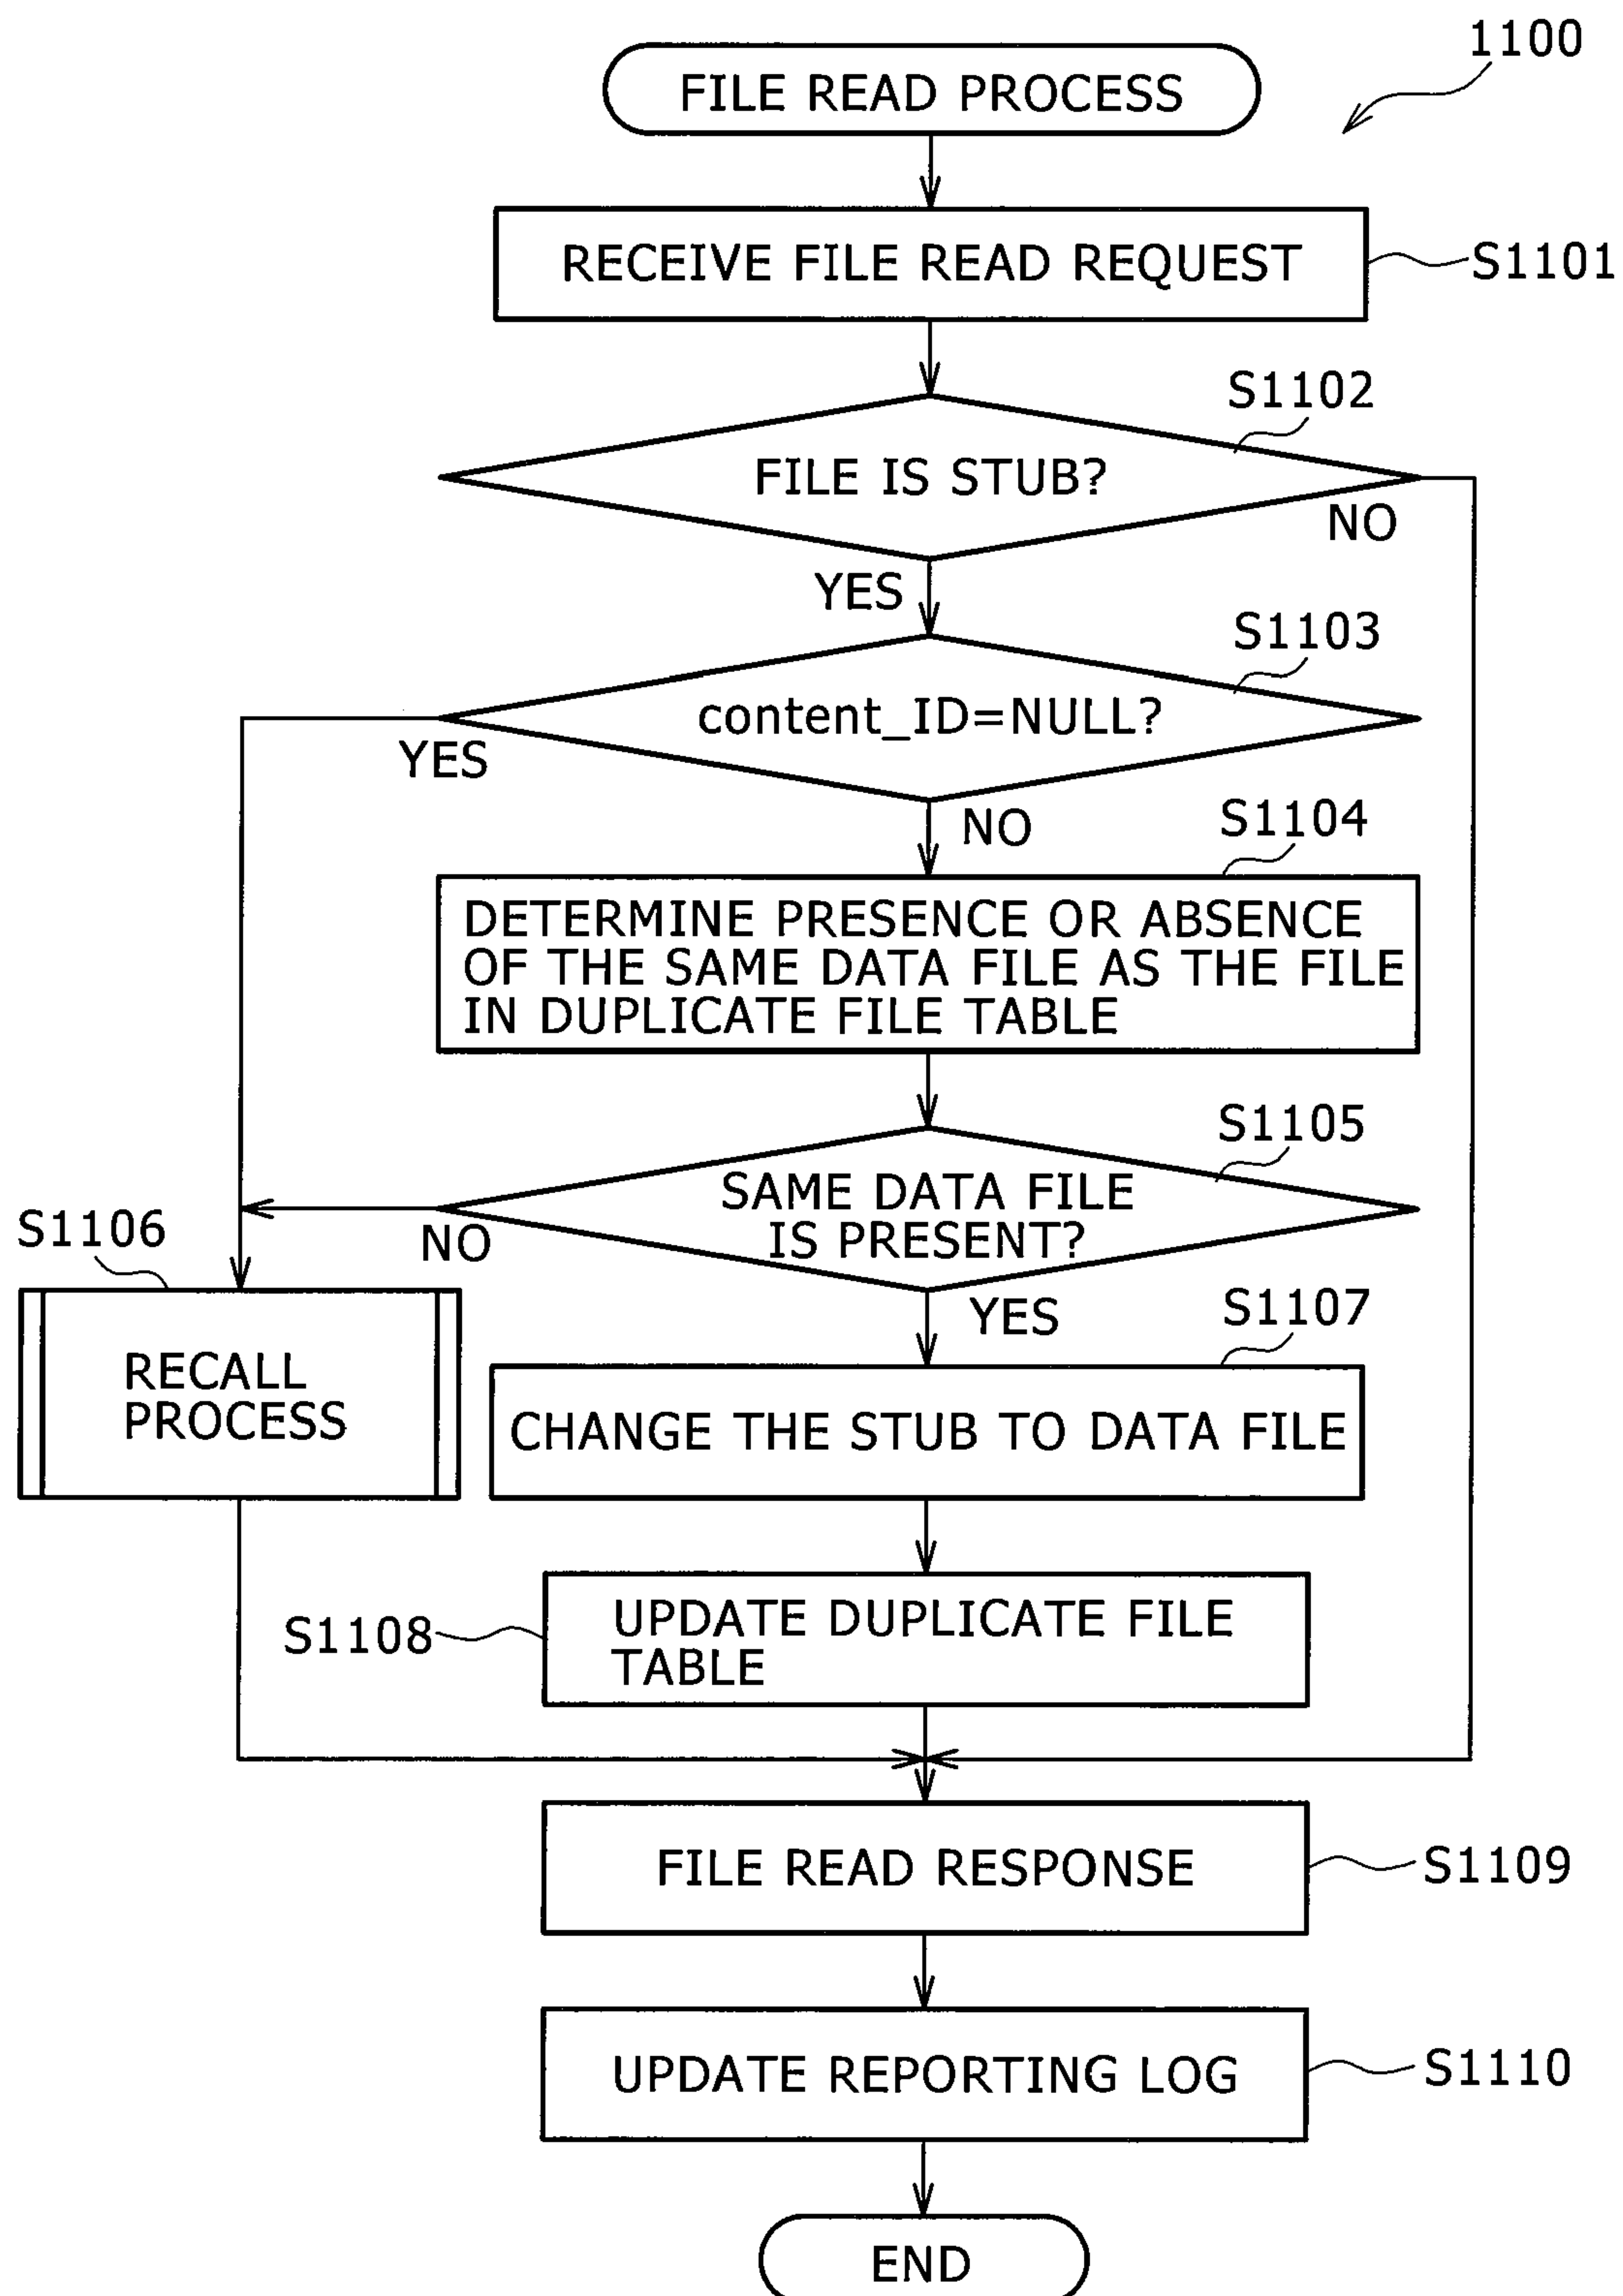 1100
FILE READ PROCESS
RECEIVE FILE READ REQUEST
S1101
S1102
FILE IS STUB?
NO
YES
S1103
content_ID=NULL?
YES
NO
S1104
DETERMINE PRESENCE OR ABSENCE
OF THE SAME DATA FILE AS THE FILE
IN DUPLICATE FILE TABLE
S1105
SAME DATA FILE
IS PRESENT?
NO
YES
S1106
RECALL
PROCESS
S1107
CHANGE THE STUB TO DATA FILE
S1108
UPDATE DUPLICATE FILE
TABLE
FILE READ RESPONSE
S1109
UPDATE REPORTING LOG
S1110
END